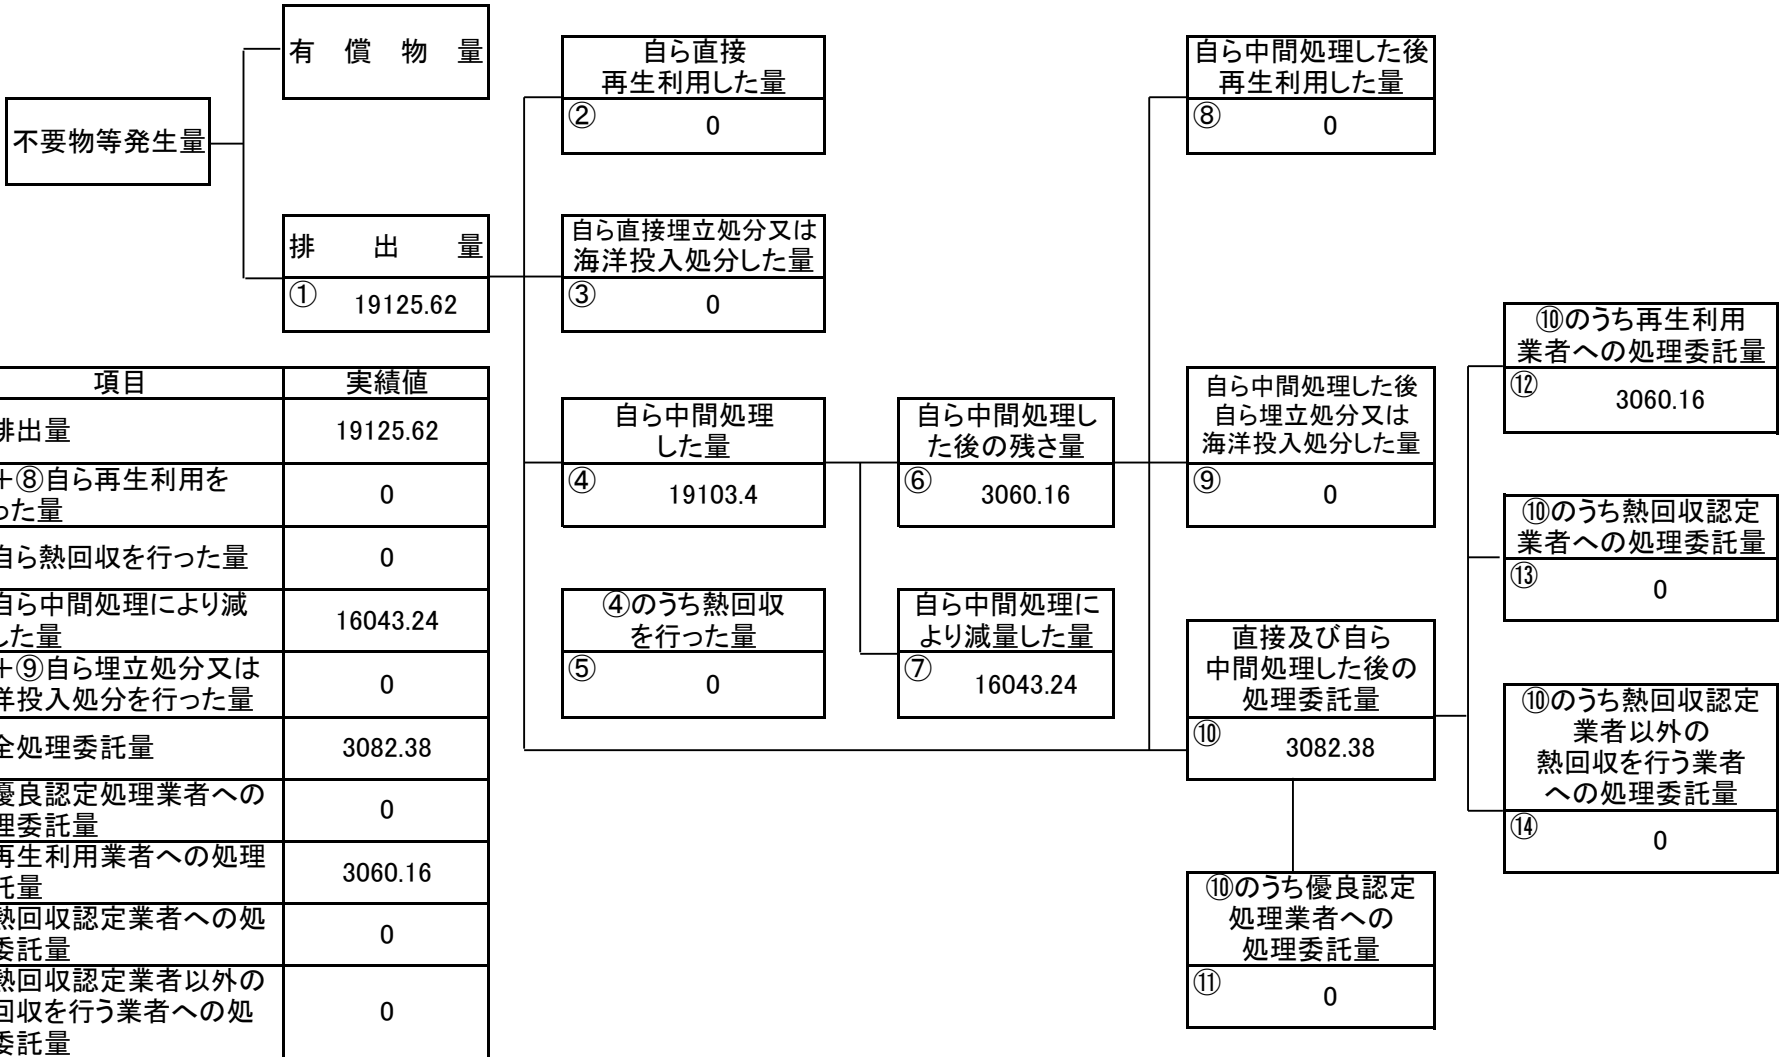 有償物量
自ら直接
再生利用した量
②
0
自ら中間処理した後
再生利用した量
⑧
0
不要物等発生量
排出量
①
19125.62
自ら直接埋立処分又は
海洋投入処分した量
③
0
⑩のうち再生利用
業者への処理委託量
⑫
3060.16
自ら中間処理
した量
④
19103.4
自ら中間処理し
た後の残さ量
⑥
3060.16
自ら中間処理した後
自ら埋立処分又は
海洋投入処分した量
⑨
0
⑩のうち熱回収認定
業者への処理委託量
⑬
0
④のうち熱回収
を行った量
⑤
0
自ら中間処理に
より減量した量
⑦
16043.24
直接及び自ら
中間処理した後の
処理委託量
⑩
3082.38
⑩のうち熱回収認定
業者以外の
熱回収を行う業者
への処理委託量
⑭
0
⑩のうち優良認定
処理業者への
処理委託量
⑪
0
項目 実績値
排出量
19125.62
+⑧自ら再生利用を
った量
0
自ら熱回収を行った量
0
自ら中間処理により減
した量
16043.24
+⑨自ら埋立処分又は
洋投入処分を行った量
0
全処理委託量
3082.38
優良認定処理業者への
理委託量
0
再生利用業者への処理
託量
3060.16
熱回収認定業者への処
委託量
0
熱回収認定業者以外の
回収を行う業者への処
委託量
0